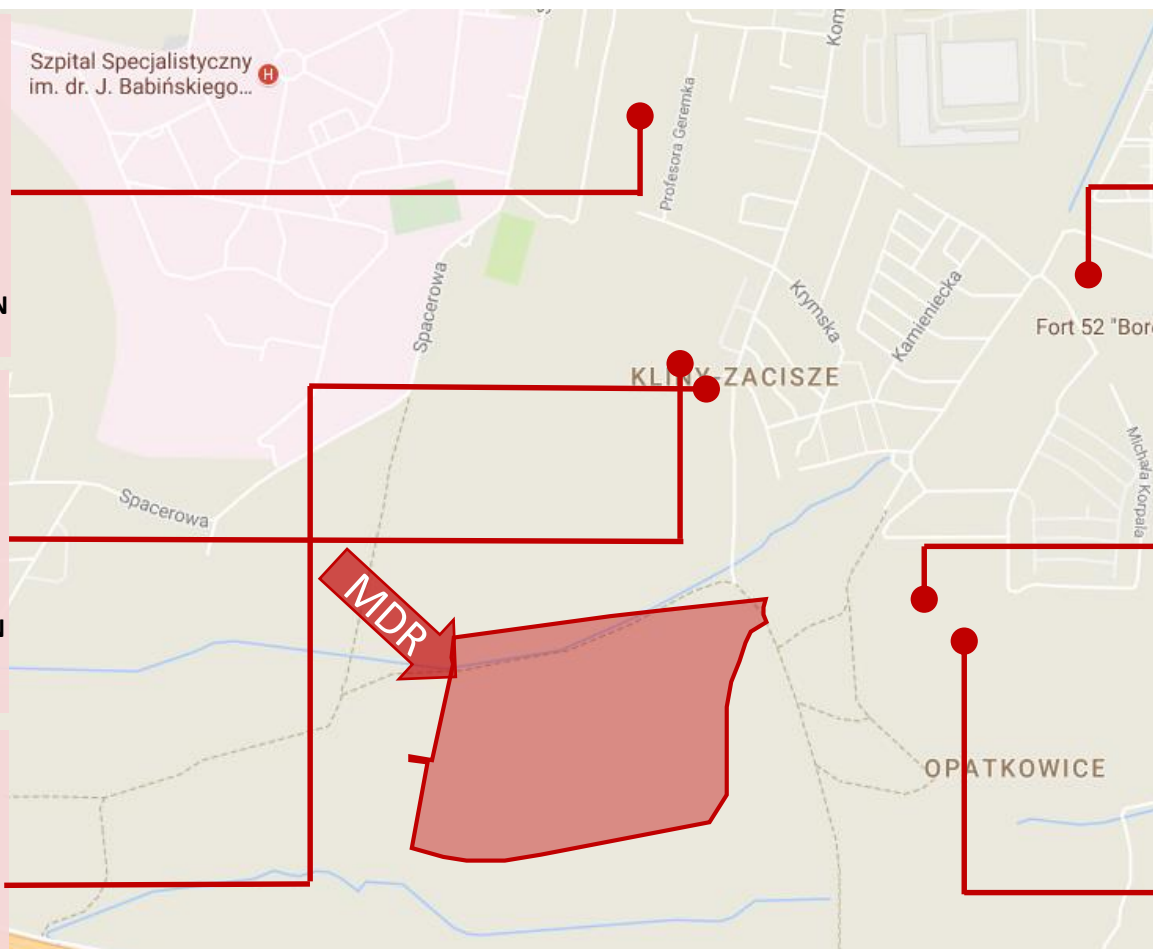 Szpital Specjalistyczny
im. dr. J. Babińskiego...
H
Profesora Geremka
Kom
Spacerowa
Krymska
Kamieniecka
Fort 52 "Bor
N
KLINY-ZACISZE
Michała Korpala
Spacerowa
MDR
N
OPATKOWICE